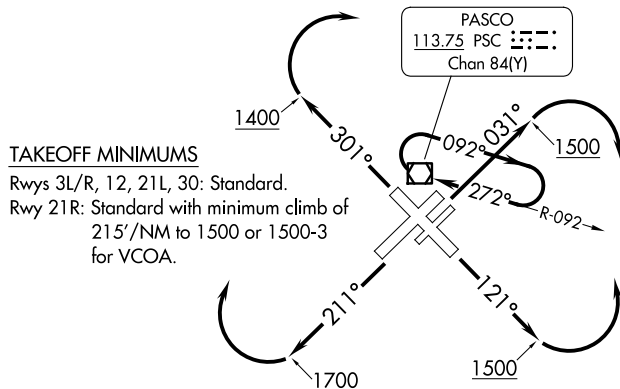 PASCO
113.75 PSC
Chan 84(Y)
1400
301°
092°
031°
1500
272°
R-092
TAKEOFF MINIMUMS
Rwys 3L/R, 12, 21L, 30: Standard.
Rwy 21R: Standard with minimum climb of
215'/NM to 1500 or 1500-3
for VCOA.
211°
121°
1700
1500